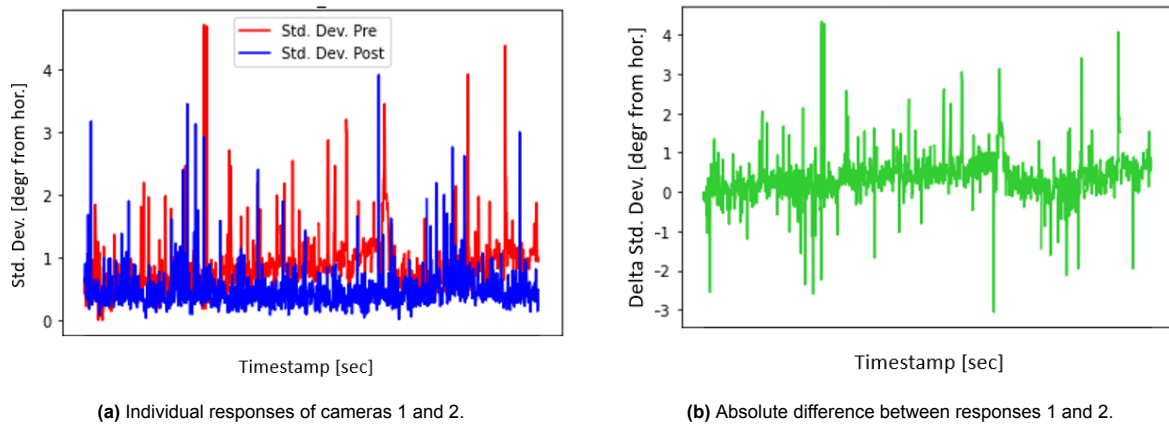 Std. Dev. Pre
Std. Dev. Post
Std. Dev. [degr from hor.]
4
3
2
1
0
Timestamp [sec]
(a) Individual responses of cameras 1 and 2.
Delta Std. Dev. [degr from hor.]
4
3
2
1
0
-1
-2
-3
Timestamp [sec]
(b) Absolute difference between responses 1 and 2.